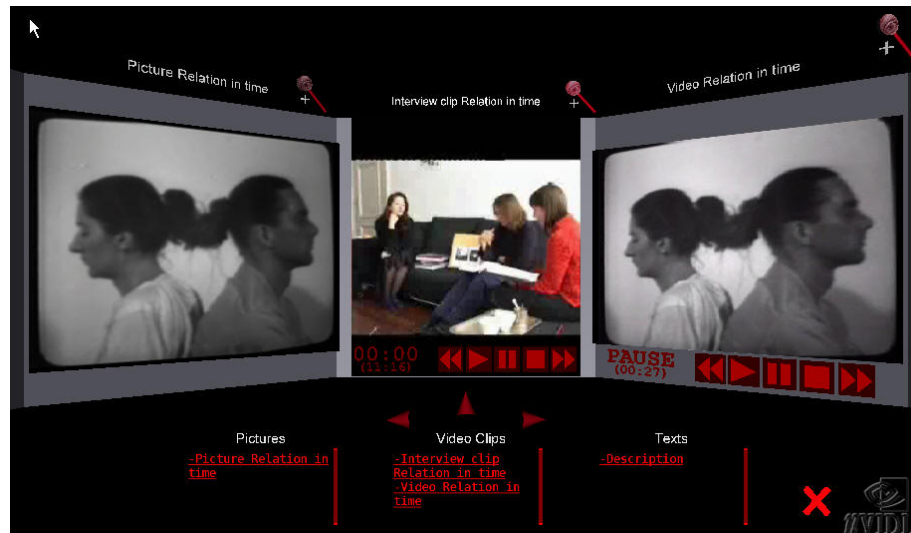 Picture Relation in time
Interview clip Relation in time
Video Relation in time
00:00
(11:16)
PAUSE
(00:27)
Pictures
-Picture Relation in
time
Video Clips
-Interview clip
Relation in time
-Video Relation in
time
Texts
-Description